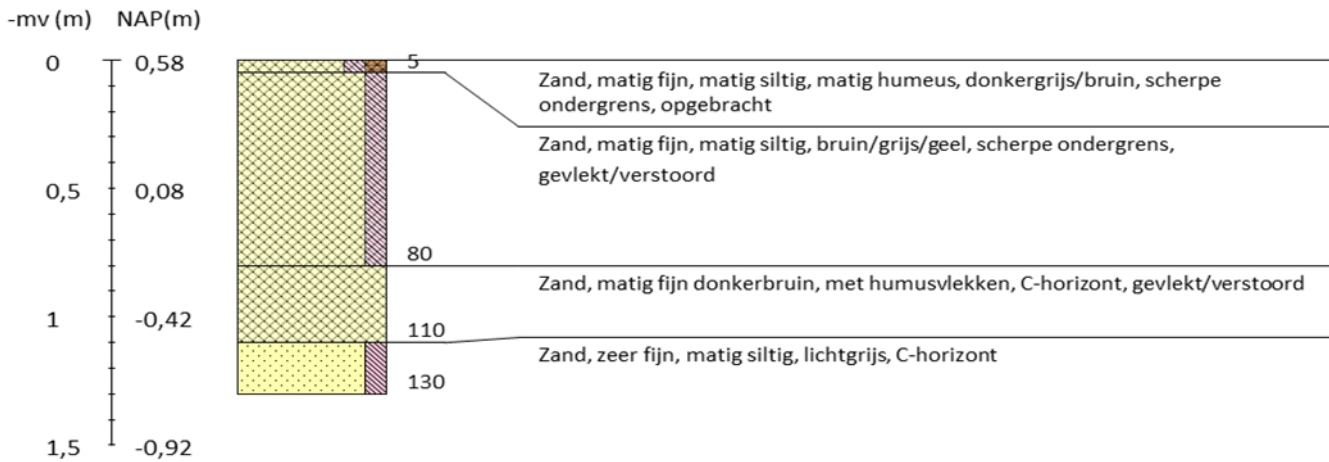 -mv (m) NAP(m)
0 0,58
5
Zand, matig fijn, matig siltig, matig humeus, donkergrijs/bruin, scherpe
ondergrens, opgebracht
Zand, matig fijn, matig siltig, bruin/grijs/geel, scherpe ondergrens,
gevlekt/verstoord
0,5 0,08
80
Zand, matig fijn donkerbruin, met humusvlekken, C-horizont, gevlekt/verstoord
1 -0,42
110
Zand, zeer fijn, matig siltig, lichtgrijs, C-horizont
130
1,5 -0,92